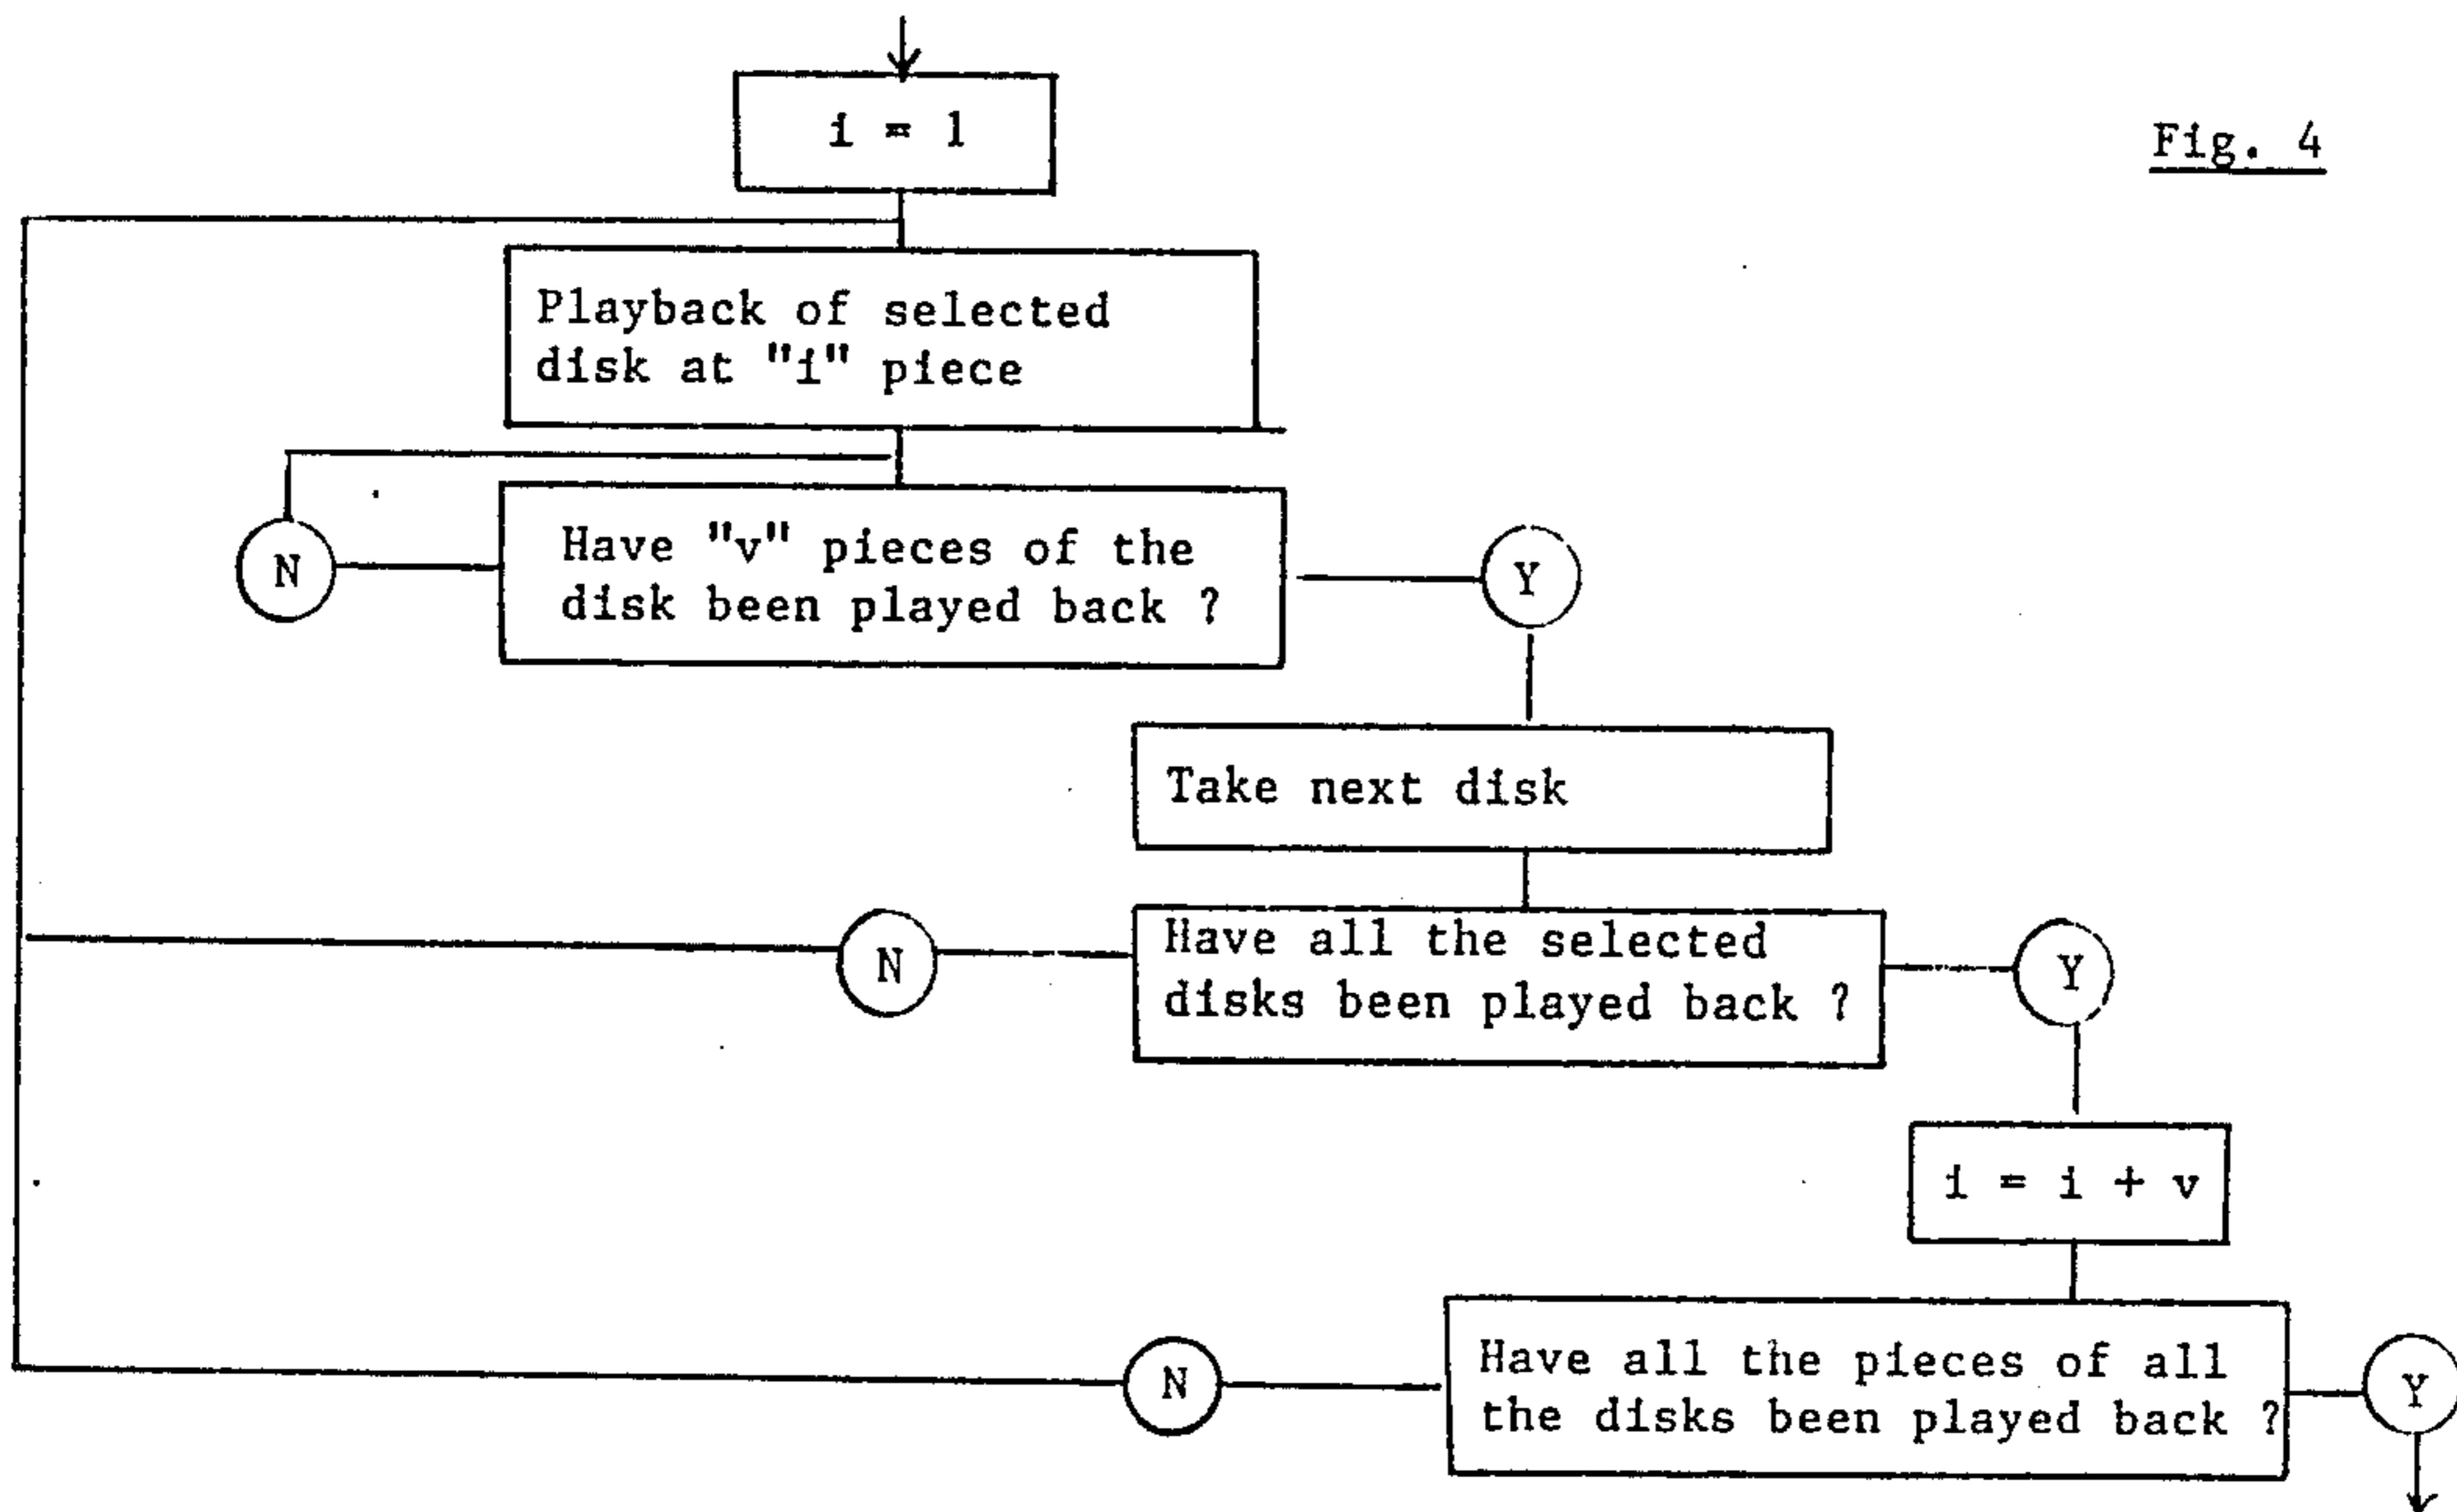 i = 1
Fig. 4
Playback of selected
disk at "i" piece
Have "v" pieces of the
disk been played back ?
N
Y
Take next disk
Have all the selected
disks been played back ?
N
Y
i = i + v
Have all the pieces of all
the disks been played back ?
N
Y